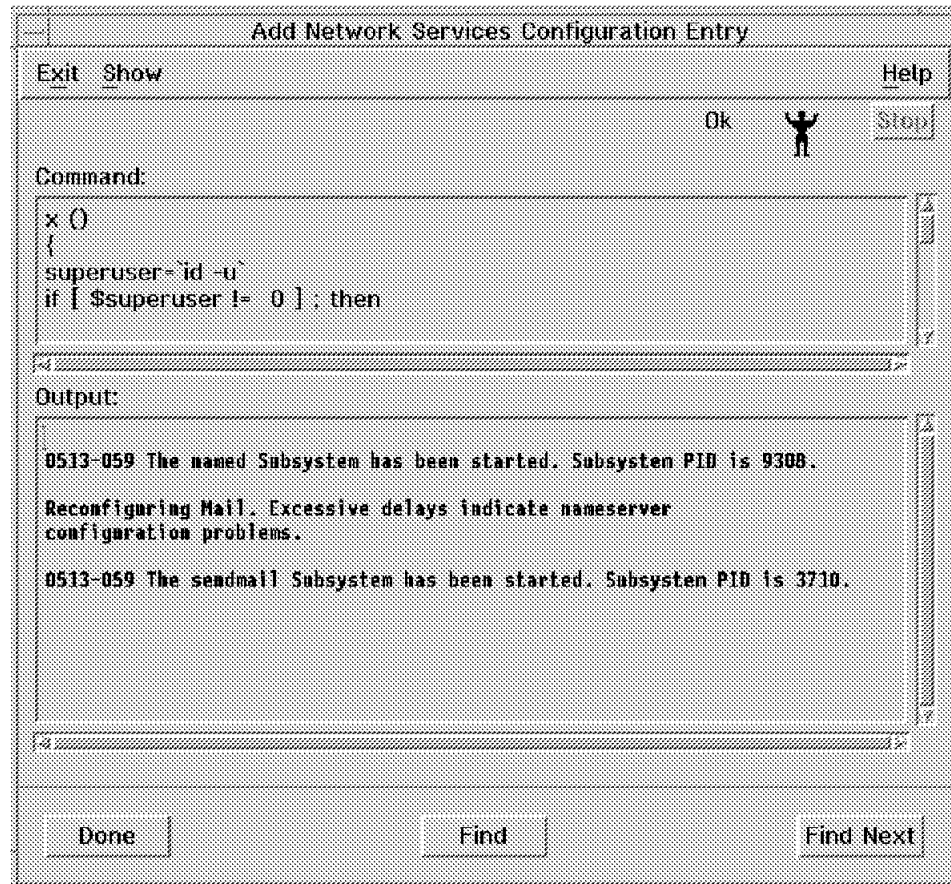 Add Network Services Configuration Entry
Exit Show Help
Ok Stop
Command:
x ()
{
superuser=`id -u`
if [ $superuser != 0 ] ; then
Output:
0513-059 The named Subsystem has been started. Subsysten PID is 9308.
Reconfiguring Mail. Excessive delays indicate nameserver
configuration problems.
0513-059 The sendmail Subsystem has been started. Subsysten PID is 3710.
Done Find Find Next